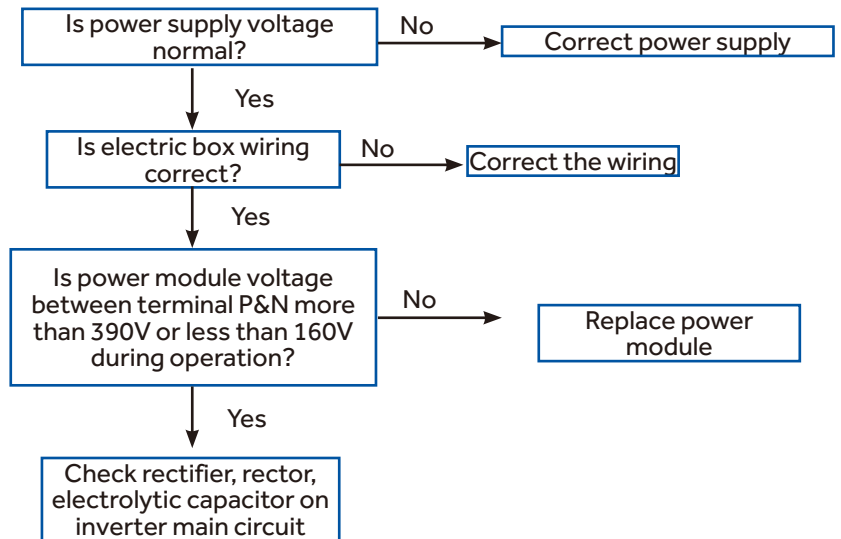 Is power supply voltage
normal?
No
Correct power supply
Yes
Is electric box wiring
correct?
No
Correct the wiring
Yes
Is power module voltage
between terminal P&N more
than 390V or less than 160V
during operation?
No
Replace power
module
Yes
Check rectifier, rector,
electrolytic capacitor on
inverter main circuit